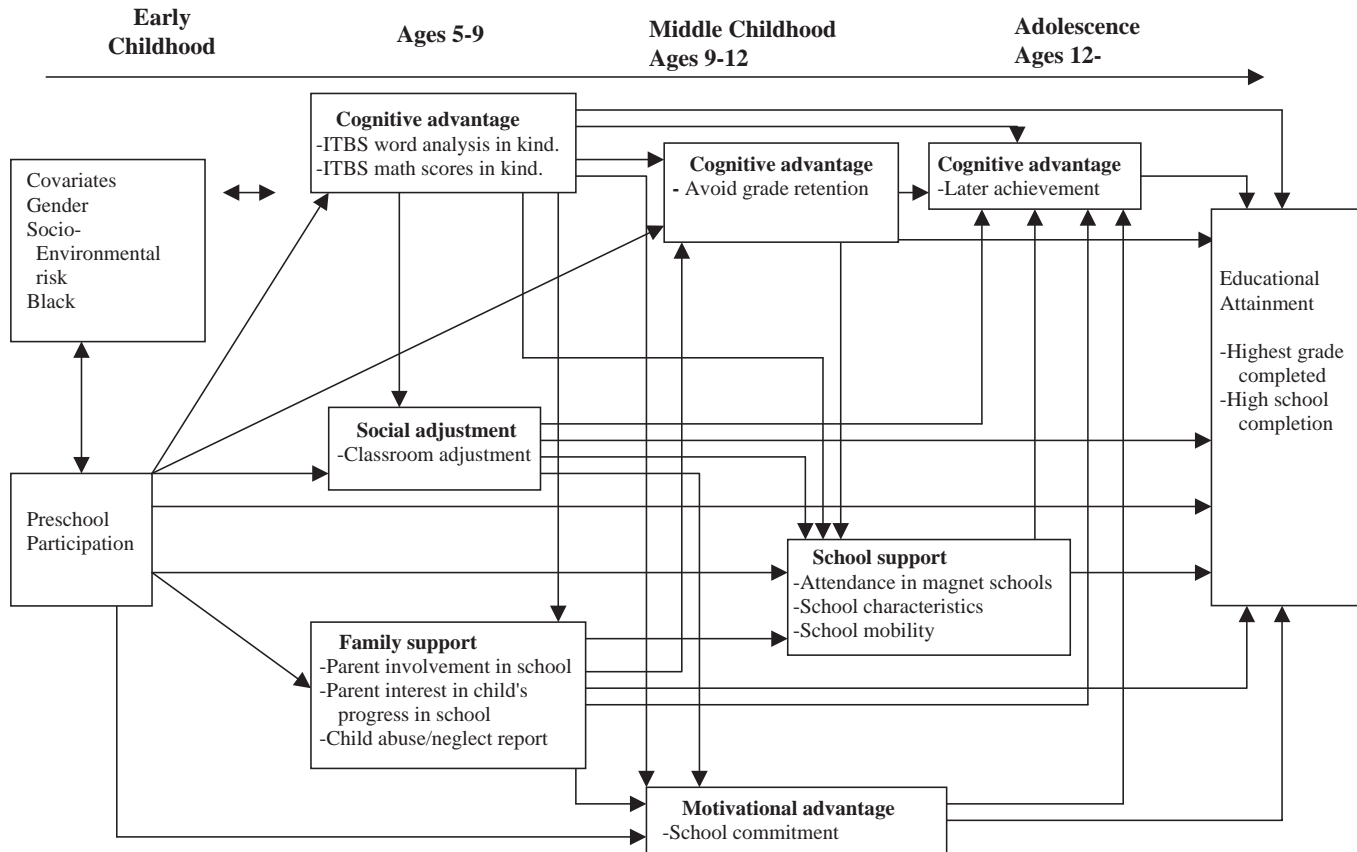 Early
Childhood
Ages 5-9
Middle Childhood
Ages 9-12
Adolescence
Ages 12-
Covariates
Gender
Socio-
Environmental
risk
Black
Cognitive advantage
-ITBS word analysis in kind.
-ITBS math scores in kind.
Cognitive advantage
- Avoid grade retention
Cognitive advantage
-Later achievement
Educational
Attainment
-Highest grade
completed
-High school
completion
Social adjustment
-Classroom adjustment
Preschool
Participation
School support
-Attendance in magnet schools
-School characteristics
-School mobility
Family support
-Parent involvement in school
-Parent interest in child's
progress in school
-Child abuse/neglect report
Motivational advantage
-School commitment